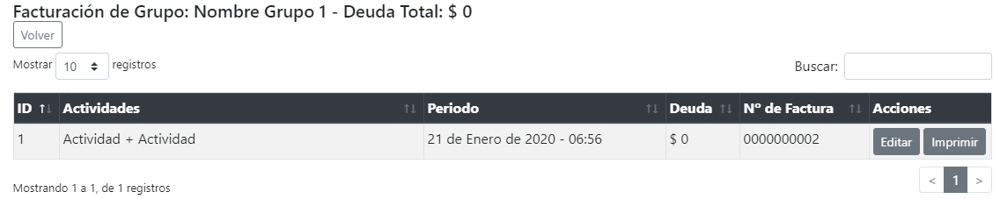 Facturación de Grupo: Nombre Grupo 1 - Deuda Total: $ 0
Volver
Mostrar 10 registros Buscar:
ID Actividades Periodo Deuda Nº de Factura Acciones
1 Actividad + Actividad 21 de Enero de 2020 - 06:56 $ 0 0000000002 Editar Imprimir
Mostrando 1 a 1, de 1 registros < 1 >